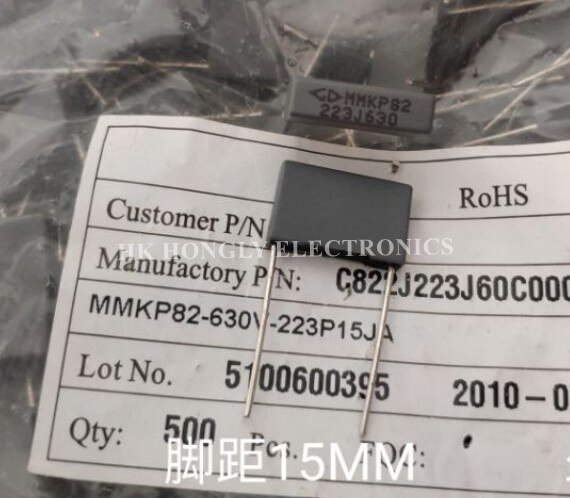 MMKP82
223J630
RoHS
Customer P/N
HK HONGLY ELECTRONICS
Manufactory P/N: C822J223J60C000
MMKP82-630V-223P15JA
Lot No. 5100600395 2010-0
Qty: 500 Pcs.
脚距15MM